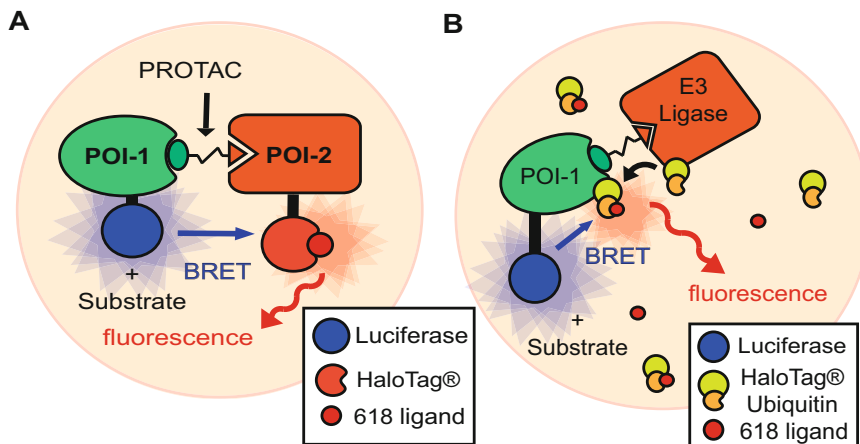 A
PROTAC
POI-1
POI-2
BRET
+
Substrate
fluorescence
Luciferase
HaloTag®
618 ligand
B
E3
Ligase
POI-1
BRET
fluorescence
+
Substrate
Luciferase
HaloTag®
Ubiquitin
618 ligand